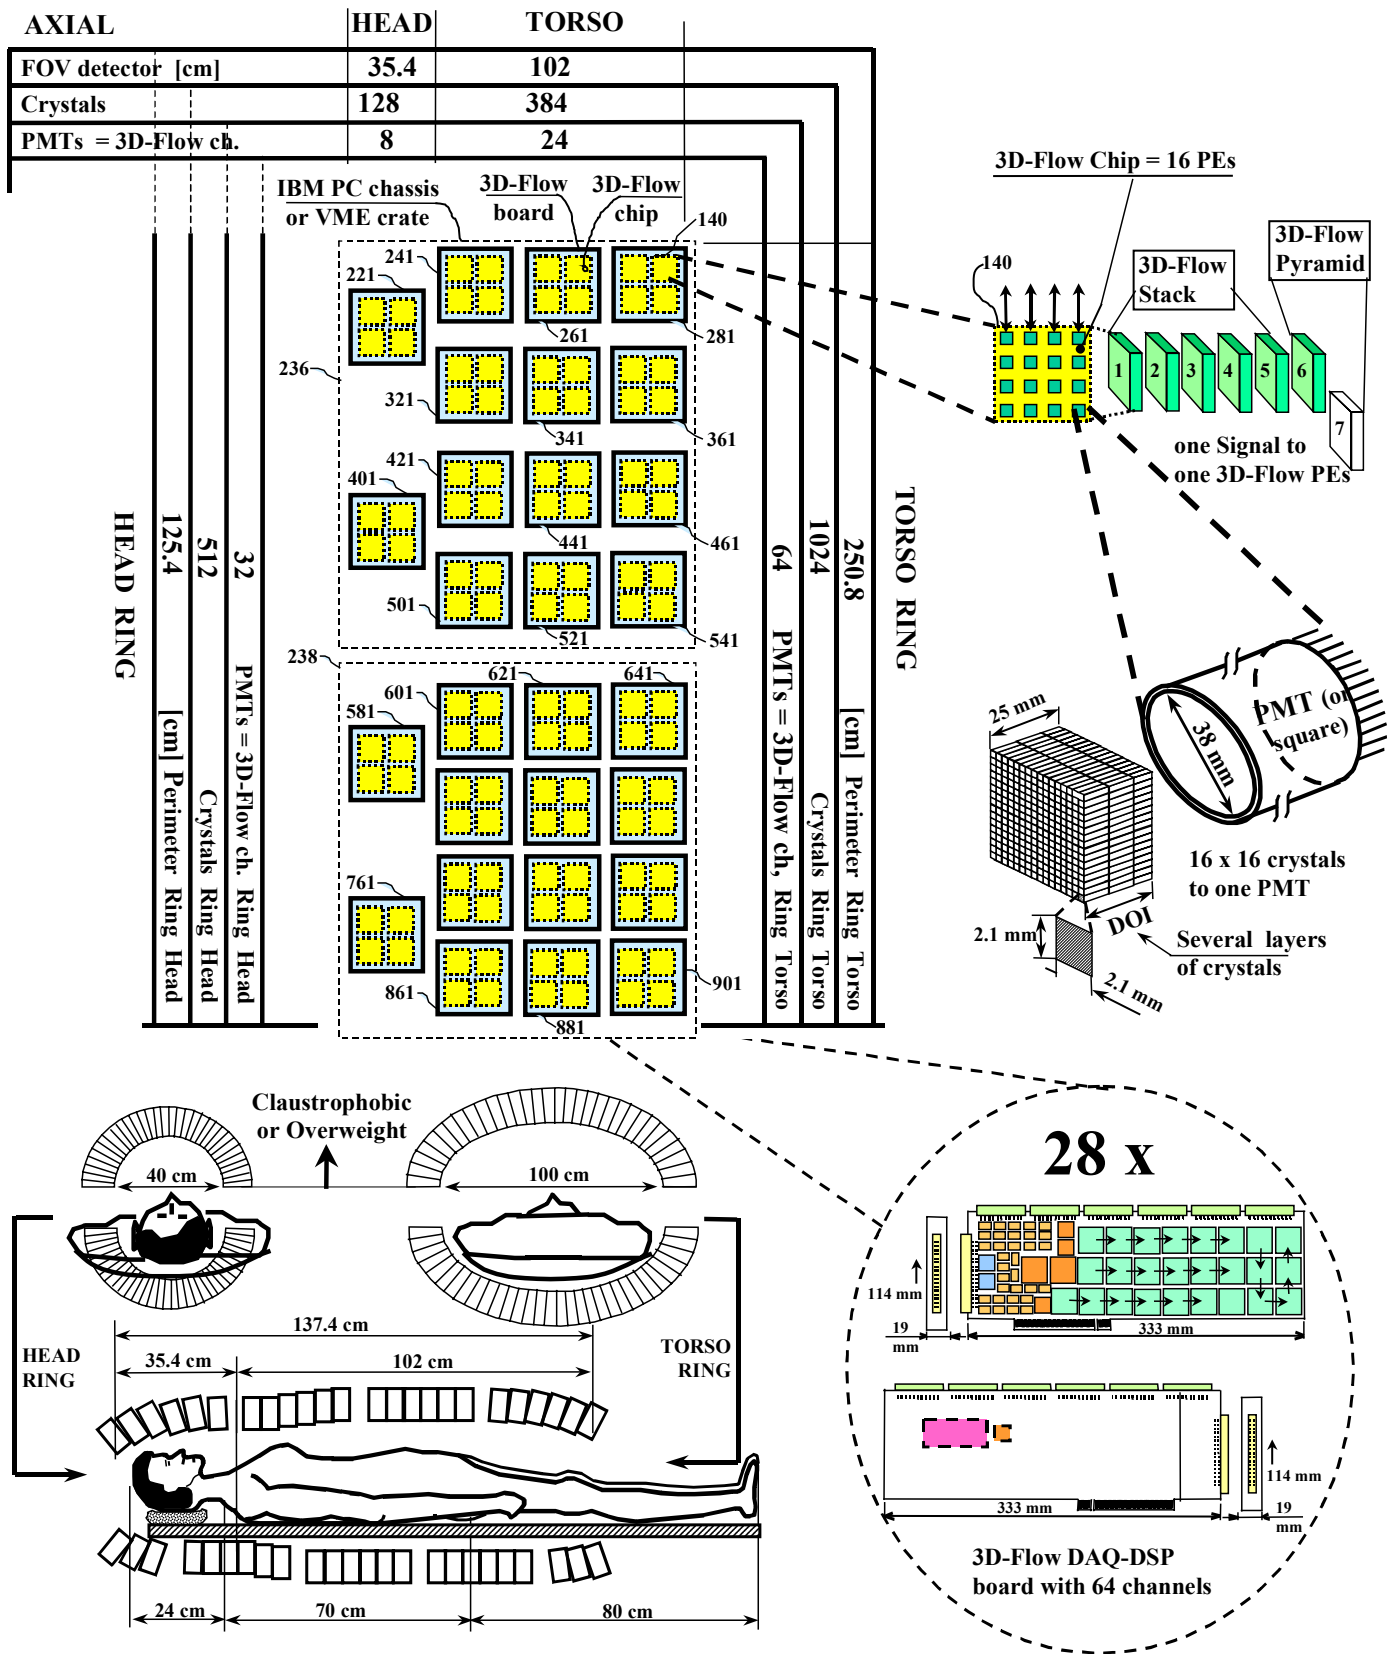 AXIAL HEAD TORSO
FOV detector [cm] 35.4 102
Crystals 128 384
PMTs = 3D-Flow ch. 8 24
IBM PC chassis
or VME crate
3D-Flow
board
3D-Flow
chip
140
241
221
261
281
236
321
341
361
421
401
441
461
501
521
541
238
621
641
601
581
761
861
881
901
HEAD RING
125.4 [cm] Perimeter Ring Head
512 Crystals Ring Head
32 PMTs = 3D-Flow ch. Ring Head
64 PMTs = 3D-Flow ch, Ring Torso
1024 Crystals Ring Torso
250.8 [cm] Perimeter Ring Torso
TORSO RING
3D-Flow Chip = 16 PEs
140
3D-Flow
Stack
3D-Flow
Pyramid
1 2 3 4 5 6
7
one Signal to
one 3D-Flow PEs
25 mm
38 mm
PMT (or
square)
16 x 16 crystals
to one PMT
DOI
2.1 mm
2.1 mm
Several layers
of crystals
Claustrophobic
or Overweight
40 cm
100 cm
137.4 cm
HEAD
RING
TORSO
RING
35.4 cm 102 cm
24 cm 70 cm 80 cm
28 x
114 mm
19
mm
333 mm
114 mm
333 mm
19
mm
3D-Flow DAQ-DSP
board with 64 channels